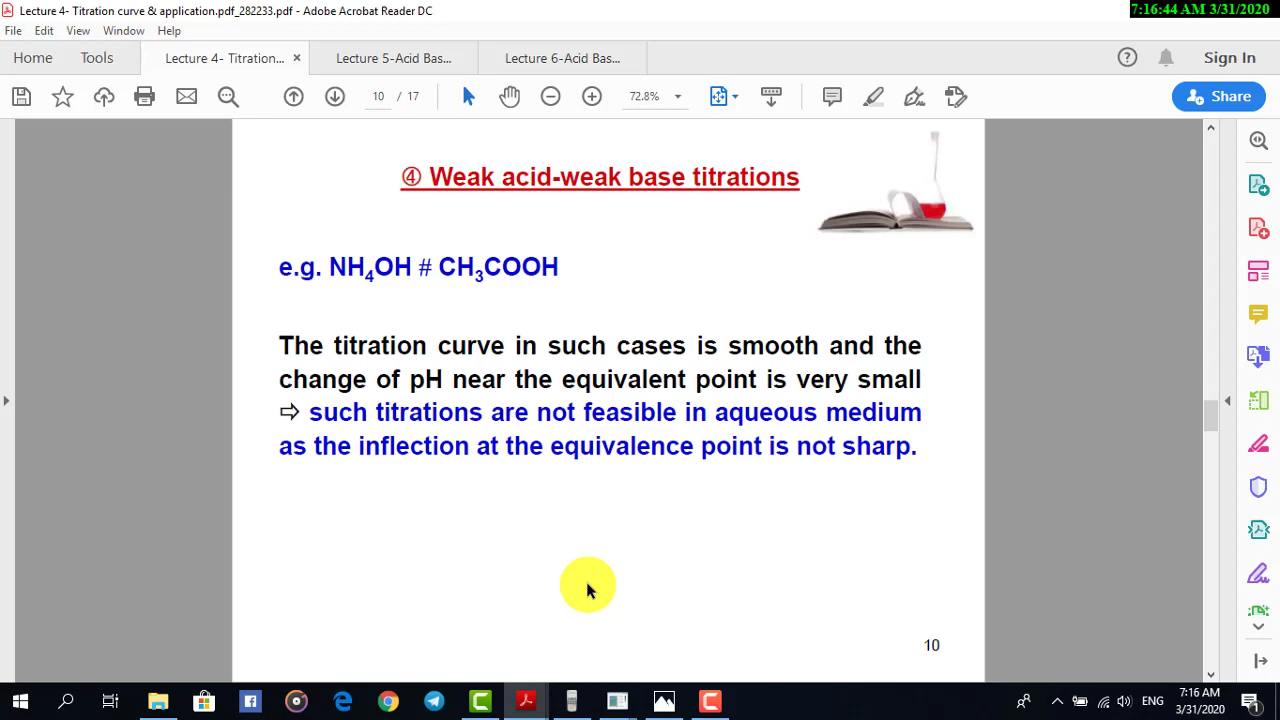 Lecture 4- Titration curve & application.pdf_282233.pdf - Adobe Acrobat Reader DC
7:16:44 AM 3/31/2020
File Edit View Window Help
Home Tools Lecture 4- Titration... × Lecture 5-Acid Bas... Lecture 6-Acid Bas... Sign In
10 / 17 72.8% Share
④ Weak acid-weak base titrations
e.g. NH₄OH # CH₃COOH
The titration curve in such cases is smooth and the
change of pH near the equivalent point is very small
⇨ such titrations are not feasible in aqueous medium
as the inflection at the equivalence point is not sharp.
10
ENG
7:16 AM
3/31/2020
1